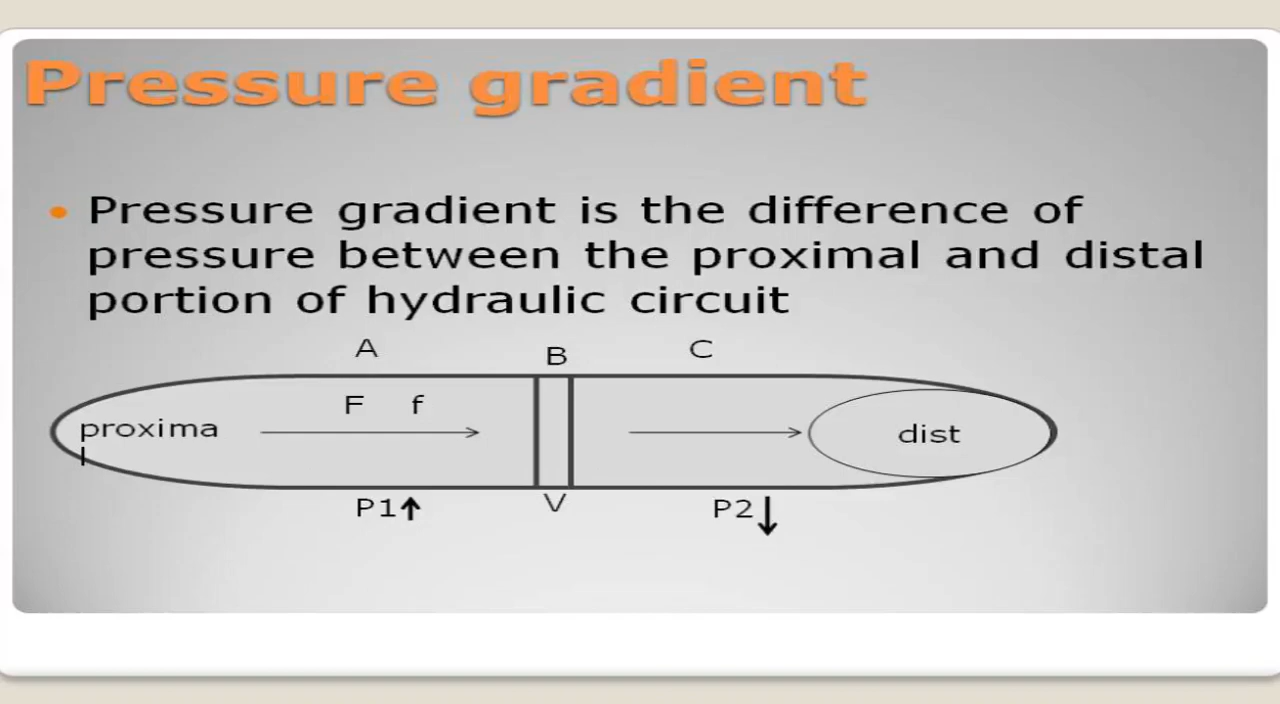 Pressure gradient
• Pressure gradient is the difference of
pressure between the proximal and distal
portion of hydraulic circuit
A B C
F f
proxima
l
dist
P1↑ V P2↓